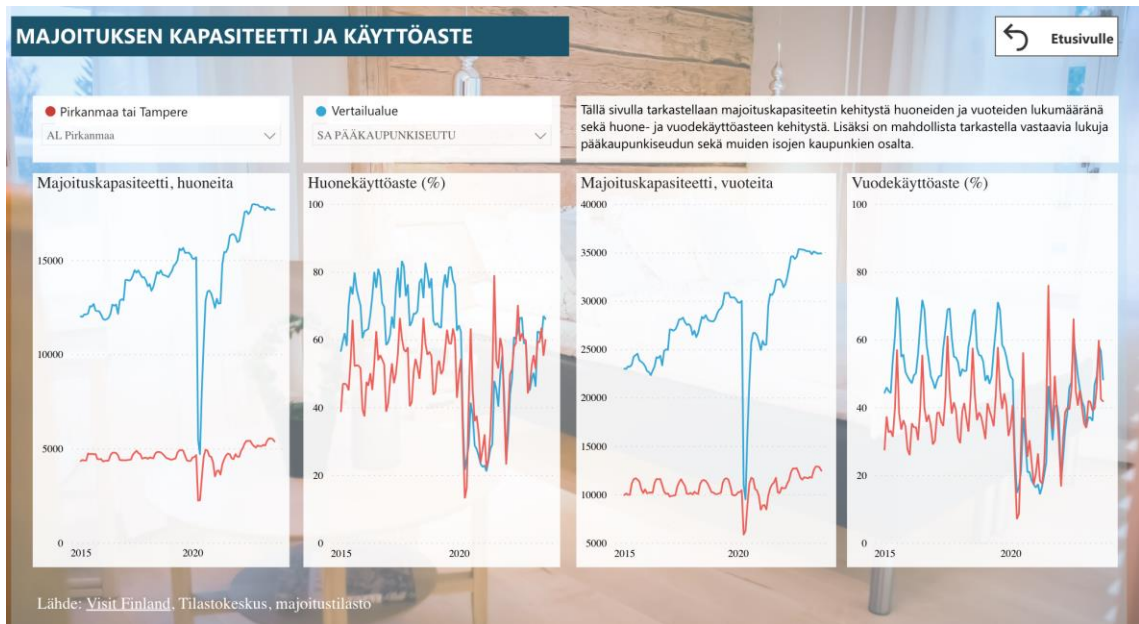 MAJOITUKSEN KAPASITEETTI JA KÄYTTÖASTE
Etusivulle
Pirkanmaa tai Tampere
AL Pirkanmaa
Vertailualue
SA PÄÄKAUPUNKISEUTU
Tällä sivulla tarkastellaan majoituskapasiteetin kehitystä huoneiden ja vuoteiden lukumääränä
sekä huone- ja vuodekäyttöasteen kehitystä. Lisäksi on mahdollista tarkastella vastaavia lukuja
pääkaupunkiseudun sekä muiden isojen kaupunkien osalta.
Majoituskapasiteetti, huoneita
15000
10000
5000
0
2015 2020
Huonekäyttöaste (%)
100
80
60
40
20
0
2015 2020
Majoituskapasiteetti, vuoteita
40000
35000
30000
25000
20000
15000
10000
5000
2015 2020
Vuodekäyttöaste (%)
100
80
60
40
20
0
2015 2020
Lähde: Visit Finland, Tilastokeskus, majoitustilasto